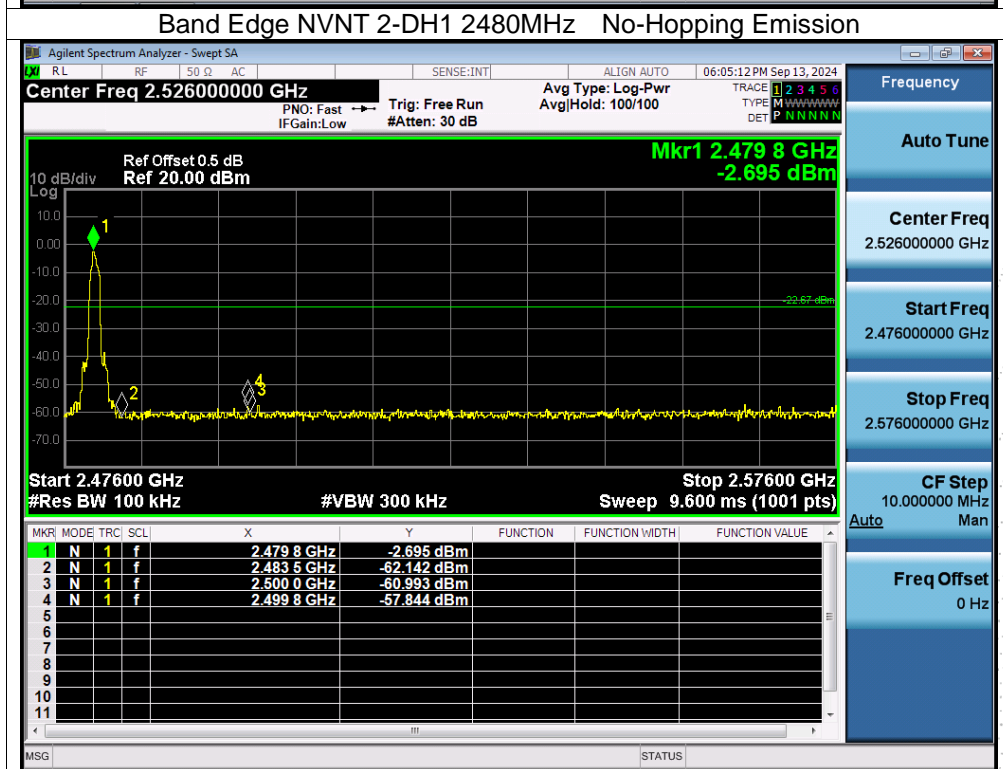 Band Edge NVNT 2-DH1 2480MHz No-Hopping Emission
Agilent Spectrum Analyzer - Swept SA
LXI RL RF 50 Ω AC SENSE:INT ALIGN AUTO 06:05:12 PM Sep 13, 2024
Center Freq 2.526000000 GHz
PNO: Fast
IFGain:Low
Trig: Free Run
#Atten: 30 dB
Avg Type: Log-Pwr
Avg|Hold: 100/100
TRACE 1 2 3 4 5 6
TYPE M WWWWW
DET P N N N N N
Mkr1 2.479 8 GHz
-2.695 dBm
Ref Offset 0.5 dB
10 dB/div Ref 20.00 dBm
Log
10.0
0.00
-10.0
-20.0
-30.0
-40.0
-50.0
-60.0
-70.0
1
2
4
3
-22.67 dBm
Start 2.47600 GHz Stop 2.57600 GHz
#Res BW 100 kHz #VBW 300 kHz Sweep 9.600 ms (1001 pts)
MKR MODE TRC SCL X Y FUNCTION FUNCTION WIDTH FUNCTION VALUE
1 N 1 f 2.479 8 GHz -2.695 dBm
2 N 1 f 2.483 5 GHz -62.142 dBm
3 N 1 f 2.500 0 GHz -60.993 dBm
4 N 1 f 2.499 8 GHz -57.844 dBm
5
6
7
8
9
10
11
MSG STATUS
Frequency
Auto Tune
Center Freq
2.526000000 GHz
Start Freq
2.476000000 GHz
Stop Freq
2.576000000 GHz
CF Step
10.000000 MHz
Auto Man
Freq Offset
0 Hz